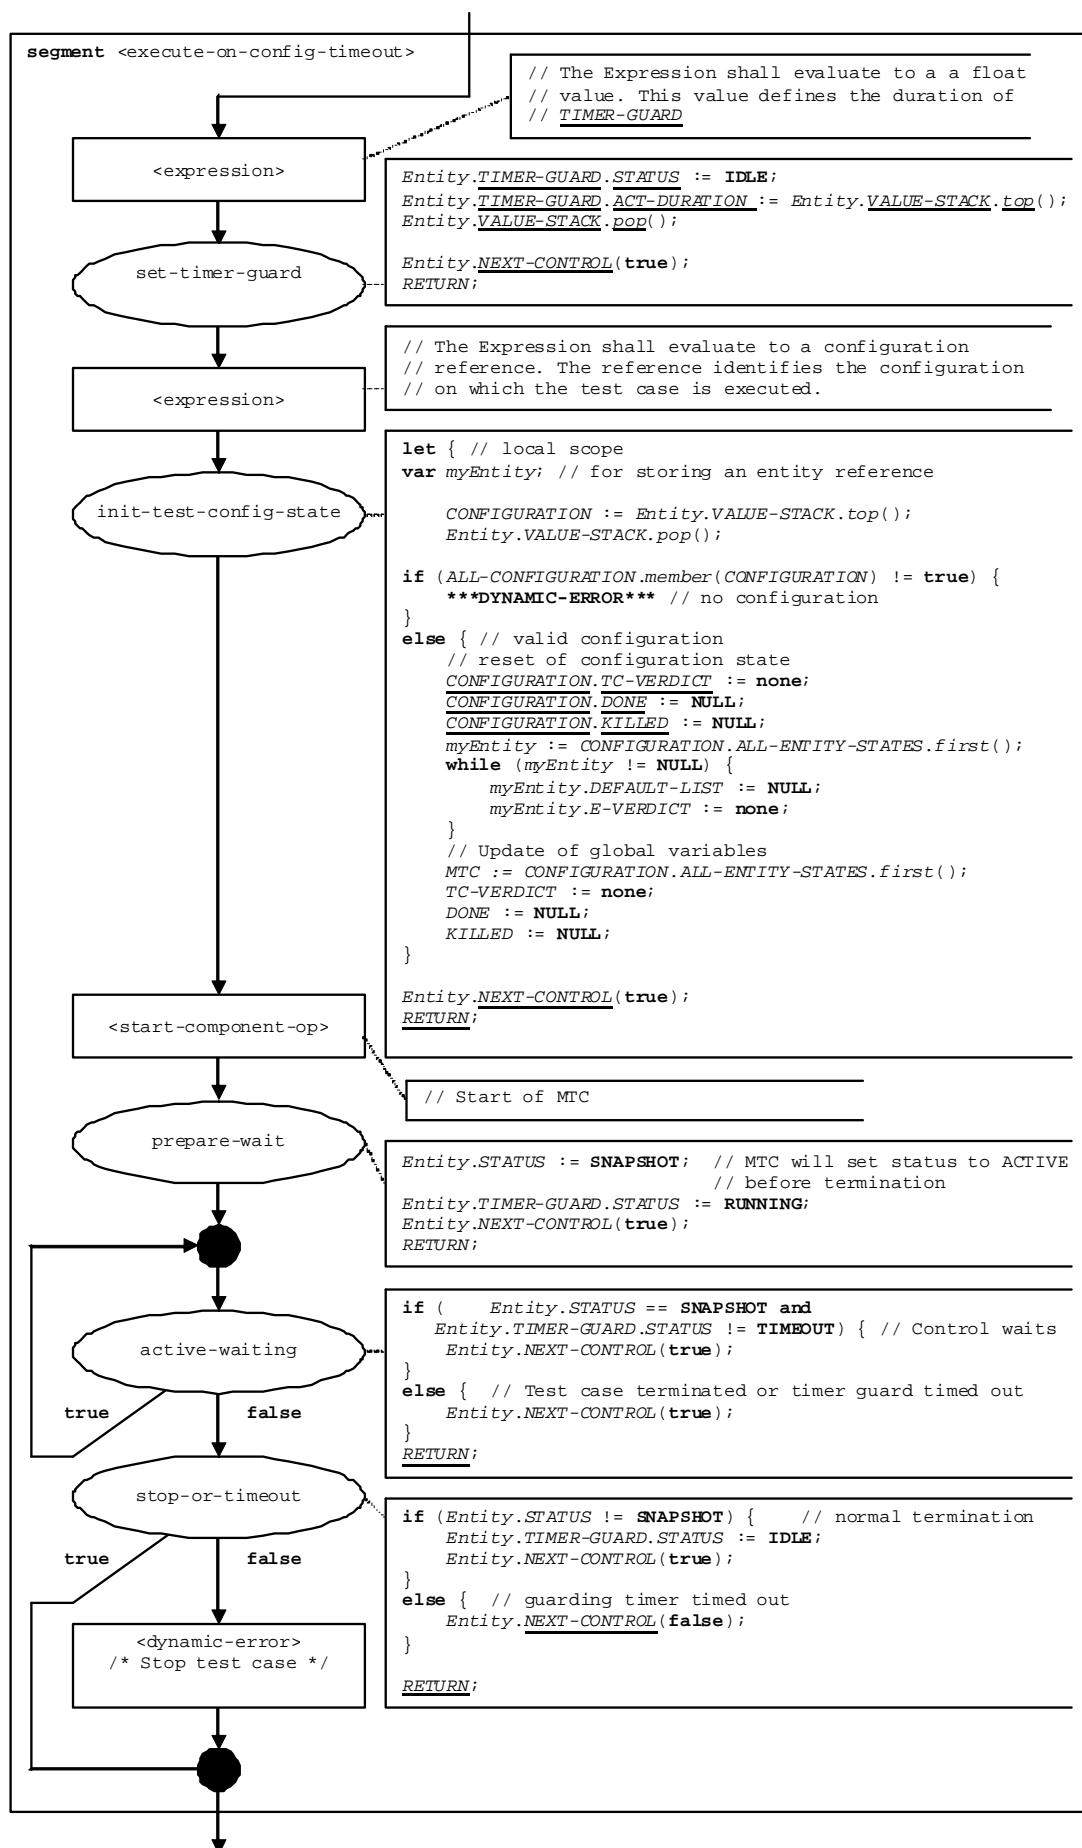 segment <execute-on-config-timeout>
// The Expression shall evaluate to a a float
// value. This value defines the duration of
// TIMER-GUARD
<expression>
Entity.TIMER-GUARD.STATUS := IDLE;
Entity.TIMER-GUARD.ACT-DURATION := Entity.VALUE-STACK.top();
Entity.VALUE-STACK.pop();
Entity.NEXT-CONTROL(true);
RETURN;
set-timer-guard
// The Expression shall evaluate to a configuration
// reference. The reference identifies the configuration
// on which the test case is executed.
<expression>
let { // local scope
var myEntity; // for storing an entity reference
CONFIGURATION := Entity.VALUE-STACK.top();
Entity.VALUE-STACK.pop();
if (ALL-CONFIGURATION.member(CONFIGURATION) != true) {
***DYNAMIC-ERROR*** // no configuration
}
else { // valid configuration
// reset of configuration state
CONFIGURATION.TC-VERDICT := none;
CONFIGURATION.DONE := NULL;
CONFIGURATION.KILLED := NULL;
myEntity := CONFIGURATION.ALL-ENTITY-STATES.first();
while (myEntity != NULL) {
myEntity.DEFAULT-LIST := NULL;
myEntity.E-VERDICT := none;
}
// Update of global variables
MTC := CONFIGURATION.ALL-ENTITY-STATES.first();
TC-VERDICT := none;
DONE := NULL;
KILLED := NULL;
}
Entity.NEXT-CONTROL(true);
RETURN;
init-test-config-state
<start-component-op>
// Start of MTC
prepare-wait
Entity.STATUS := SNAPSHOT; // MTC will set status to ACTIVE
// before termination
Entity.TIMER-GUARD.STATUS := RUNNING;
Entity.NEXT-CONTROL(true);
RETURN;
if ( Entity.STATUS == SNAPSHOT and
Entity.TIMER-GUARD.STATUS != TIMEOUT) { // Control waits
Entity.NEXT-CONTROL(true);
}
else { // Test case terminated or timer guard timed out
Entity.NEXT-CONTROL(true);
}
RETURN;
active-waiting
true
false
stop-or-timeout
if (Entity.STATUS != SNAPSHOT) { // normal termination
Entity.TIMER-GUARD.STATUS := IDLE;
Entity.NEXT-CONTROL(true);
}
else { // guarding timer timed out
Entity.NEXT-CONTROL(false);
}
RETURN;
true
false
<dynamic-error>
/* Stop test case */